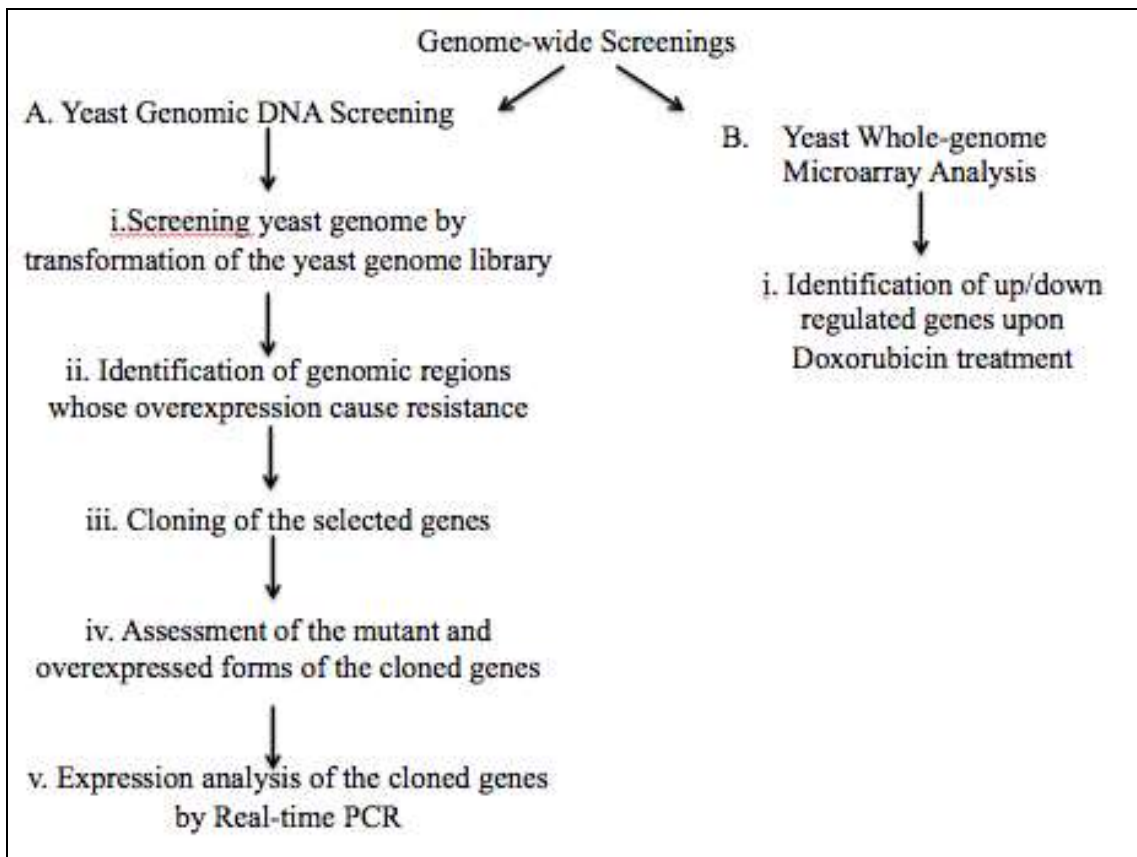 Genome-wide Screenings
A. Yeast Genomic DNA Screening
i.Screening yeast genome by
transformation of the yeast genome library
ii. Identification of genomic regions
whose overexpression cause resistance
iii. Cloning of the selected genes
iv. Assessment of the mutant and
overexpressed forms of the cloned genes
v. Expression analysis of the cloned genes
by Real-time PCR
B. Yeast Whole-genome
Microarray Analysis
i. Identification of up/down
regulated genes upon
Doxorubicin treatment